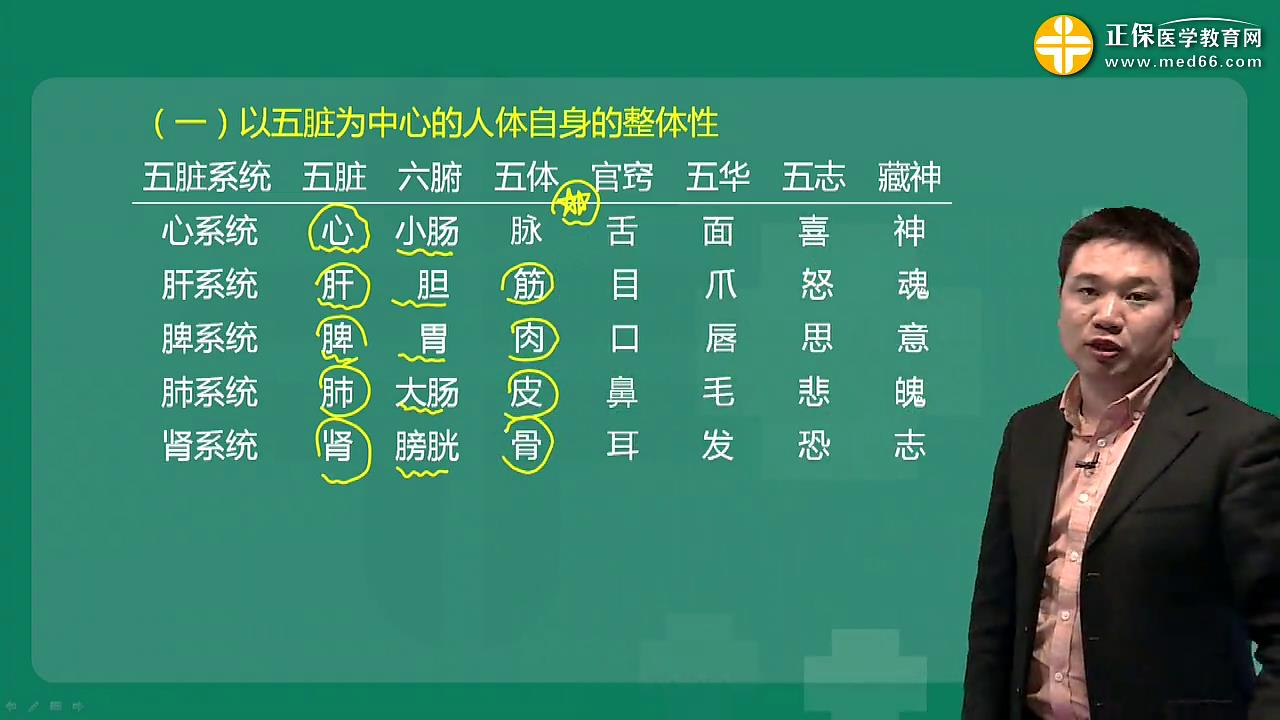 正保医学教育网
www.med66.com
（一）以五脏为中心的人体自身的整体性
五脏系统 五脏 六腑 五体 官窍 五华 五志 藏神
心系统 心 小肠 脉 舌 面 喜 神
肝系统 肝 胆 筋 目 爪 怒 魂
脾系统 脾 胃 肉 口 唇 思 意
肺系统 肺 大肠 皮 鼻 毛 悲 魄
肾系统 肾 膀胱 骨 耳 发 恐 志